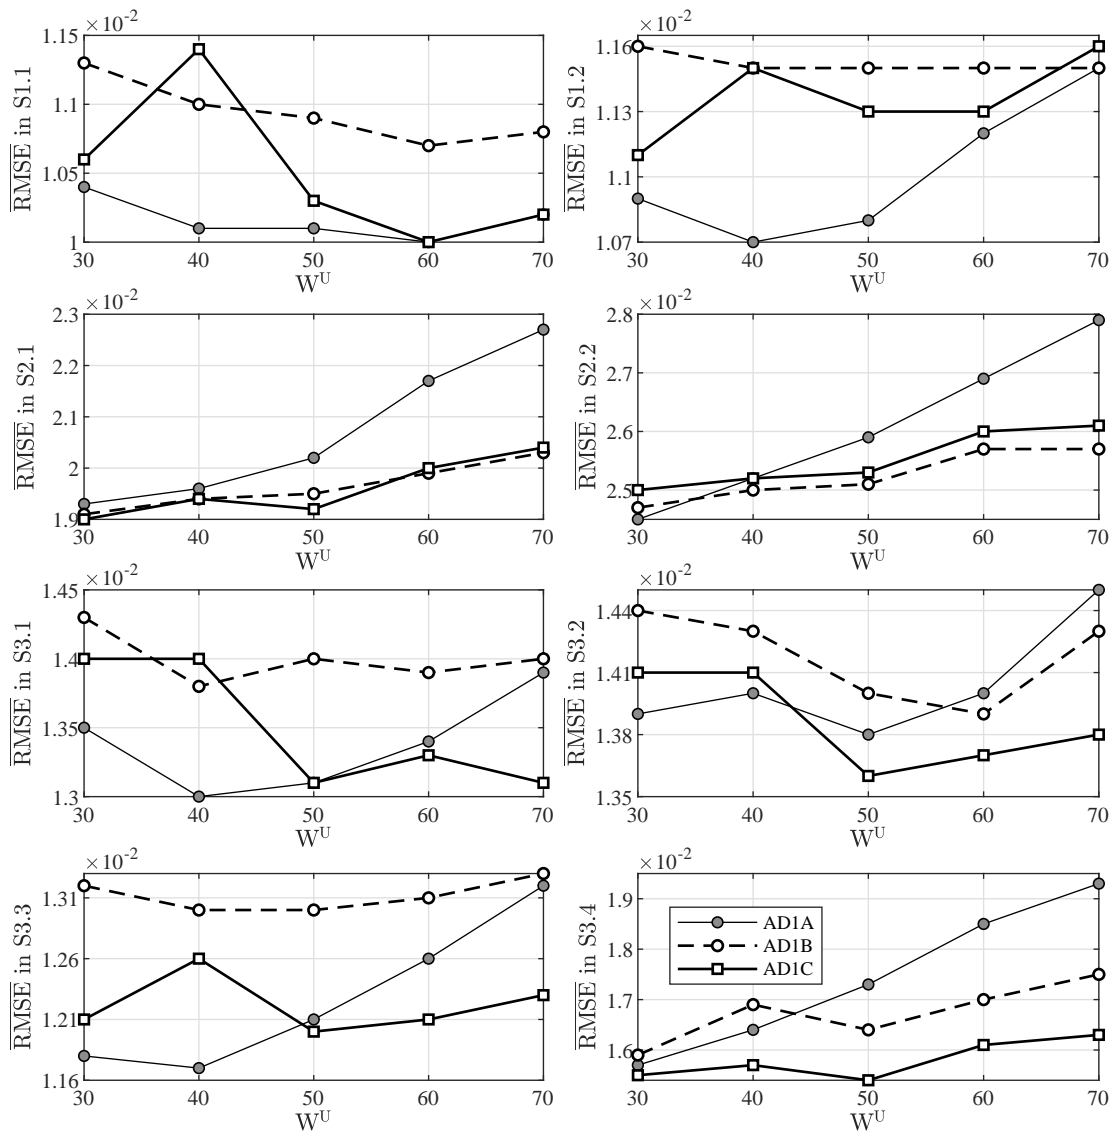 ×10⁻²
1.15
1.1
1.05
1
30 40 50 60 70
Wᵁ
RMSE in S1.1
×10⁻²
1.16
1.13
1.1
1.07
30 40 50 60 70
Wᵁ
RMSE in S1.2
×10⁻²
2.3
2.2
2.1
2
1.9
30 40 50 60 70
Wᵁ
RMSE in S2.1
×10⁻²
2.8
2.7
2.6
2.5
30 40 50 60 70
Wᵁ
RMSE in S2.2
×10⁻²
1.45
1.4
1.35
1.3
30 40 50 60 70
Wᵁ
RMSE in S3.1
×10⁻²
1.44
1.41
1.38
1.35
30 40 50 60 70
Wᵁ
RMSE in S3.2
×10⁻²
1.31
1.26
1.21
1.16
30 40 50 60 70
Wᵁ
RMSE in S3.3
×10⁻²
1.9
1.8
1.7
1.6
30 40 50 60 70
Wᵁ
RMSE in S3.4
AD1A
AD1B
AD1C